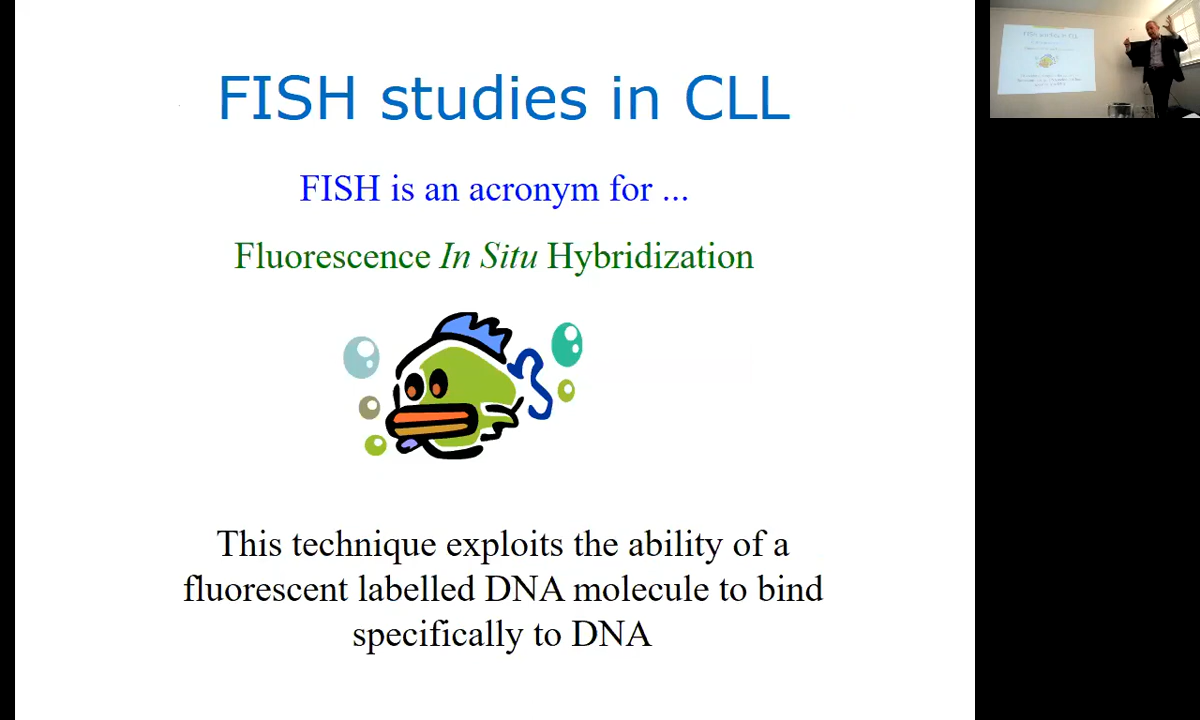 FISH studies in CLL
FISH is an acronym for ...
Fluorescence In Situ Hybridization
This technique exploits the ability of a
fluorescent labelled DNA molecule to bind
specifically to DNA